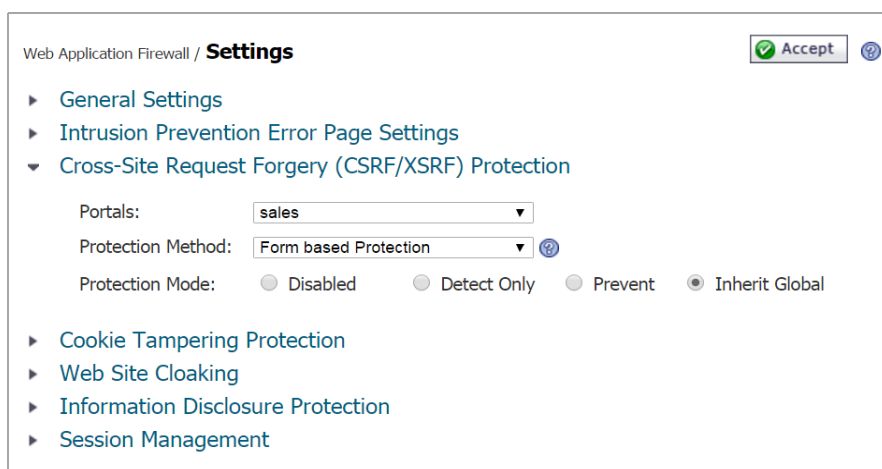 Web Application Firewall / Settings Accept
General Settings
Intrusion Prevention Error Page Settings
Cross-Site Request Forgery (CSRF/XSRF) Protection
Portals: sales
Protection Method: Form based Protection
Protection Mode: Disabled Detect Only Prevent Inherit Global
Cookie Tampering Protection
Web Site Cloaking
Information Disclosure Protection
Session Management